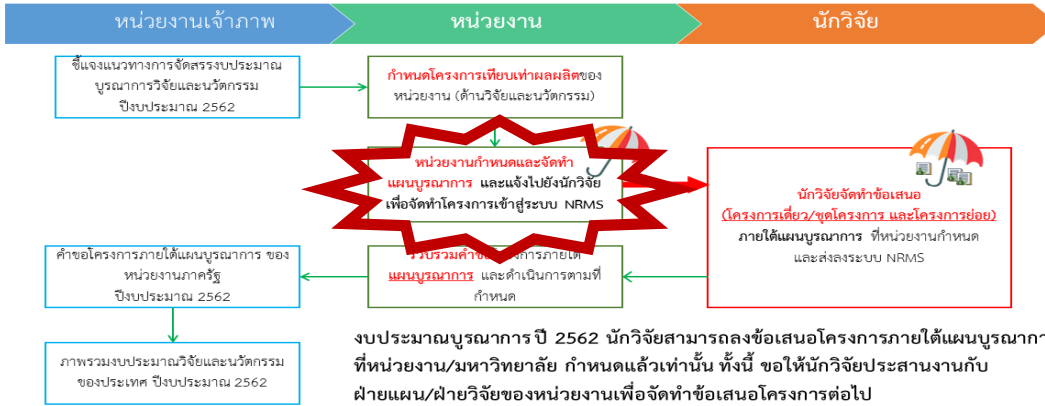 หน่วยงานเจ้าภาพ
หน่วยงาน
นักวิจัย
ชี้แจงแนวทางการจัดสรรงบประมาณ
บูรณาการวิจัยและนวัตกรรม
ปีงบประมาณ 2562
กำหนดโครงการเทียบเท่าผลผลิตของ
หน่วยงาน (ด้านวิจัยและนวัตกรรม)
หน่วยงานกำหนดและจัดทำ
แผนบูรณาการ และแจ้งไปยังนักวิจัย
เพื่อจัดทำโครงการเข้าสู่ระบบ NRMS
นักวิจัยจัดทำข้อเสนอ
(โครงการเดี่ยว/ชุดโครงการ และโครงการย่อย)
ภายใต้แผนบูรณาการ ที่หน่วยงานกำหนด
และส่งลงระบบ NRMS
คำขอโครงการภายใต้แผนบูรณาการ ของ
หน่วยงานภาครัฐ
ปีงบประมาณ 2562
แผนบูรณาการ และดำเนินการตามที่
กำหนด
ภาพรวมงบประมาณวิจัยและนวัตกรรม
ของประเทศ ปีงบประมาณ 2562
งบประมาณบูรณาการ ปี 2562 นักวิจัยสามารถลงข้อเสนอโครงการภายใต้แผนบูรณากา
ที่หน่วยงาน/มหาวิทยาลัย กำหนดแล้วเท่านั้น ทั้งนี้ ขอให้นักวิจัยประสานงานกับ
ฝ่ายแผน/ฝ่ายวิจัยของหน่วยงานเพื่อจัดทำข้อเสนอโครงการต่อไป